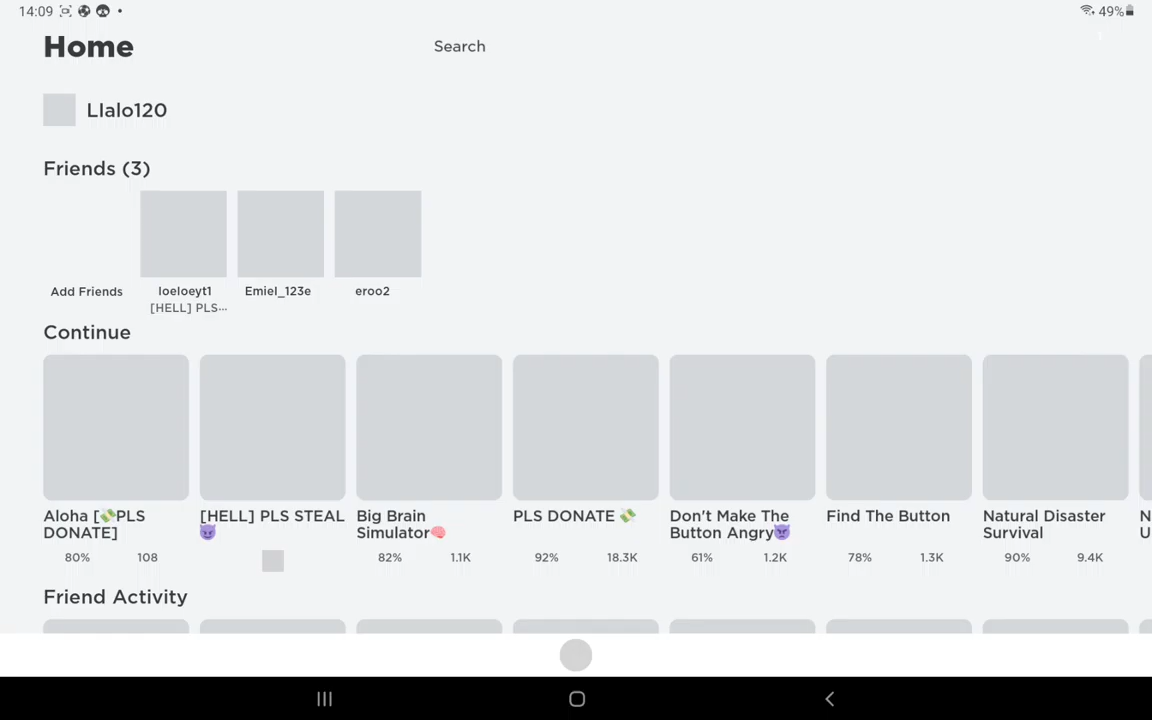 14:09
49%
Home
Search
Llalo120
Friends (3)
Add Friends
loeloeyt1
Emiel_123e
eroo2
[HELL] PLS...
Continue
Aloha [💸PLS DONATE]
80% 108
[HELL] PLS STEAL 😈
Big Brain Simulator🧠
82% 1.1K
PLS DONATE 💸
92% 18.3K
Don't Make The Button Angry😈
61% 1.2K
Find The Button
78% 1.3K
Natural Disaster Survival
90% 9.4K
N
U
Friend Activity